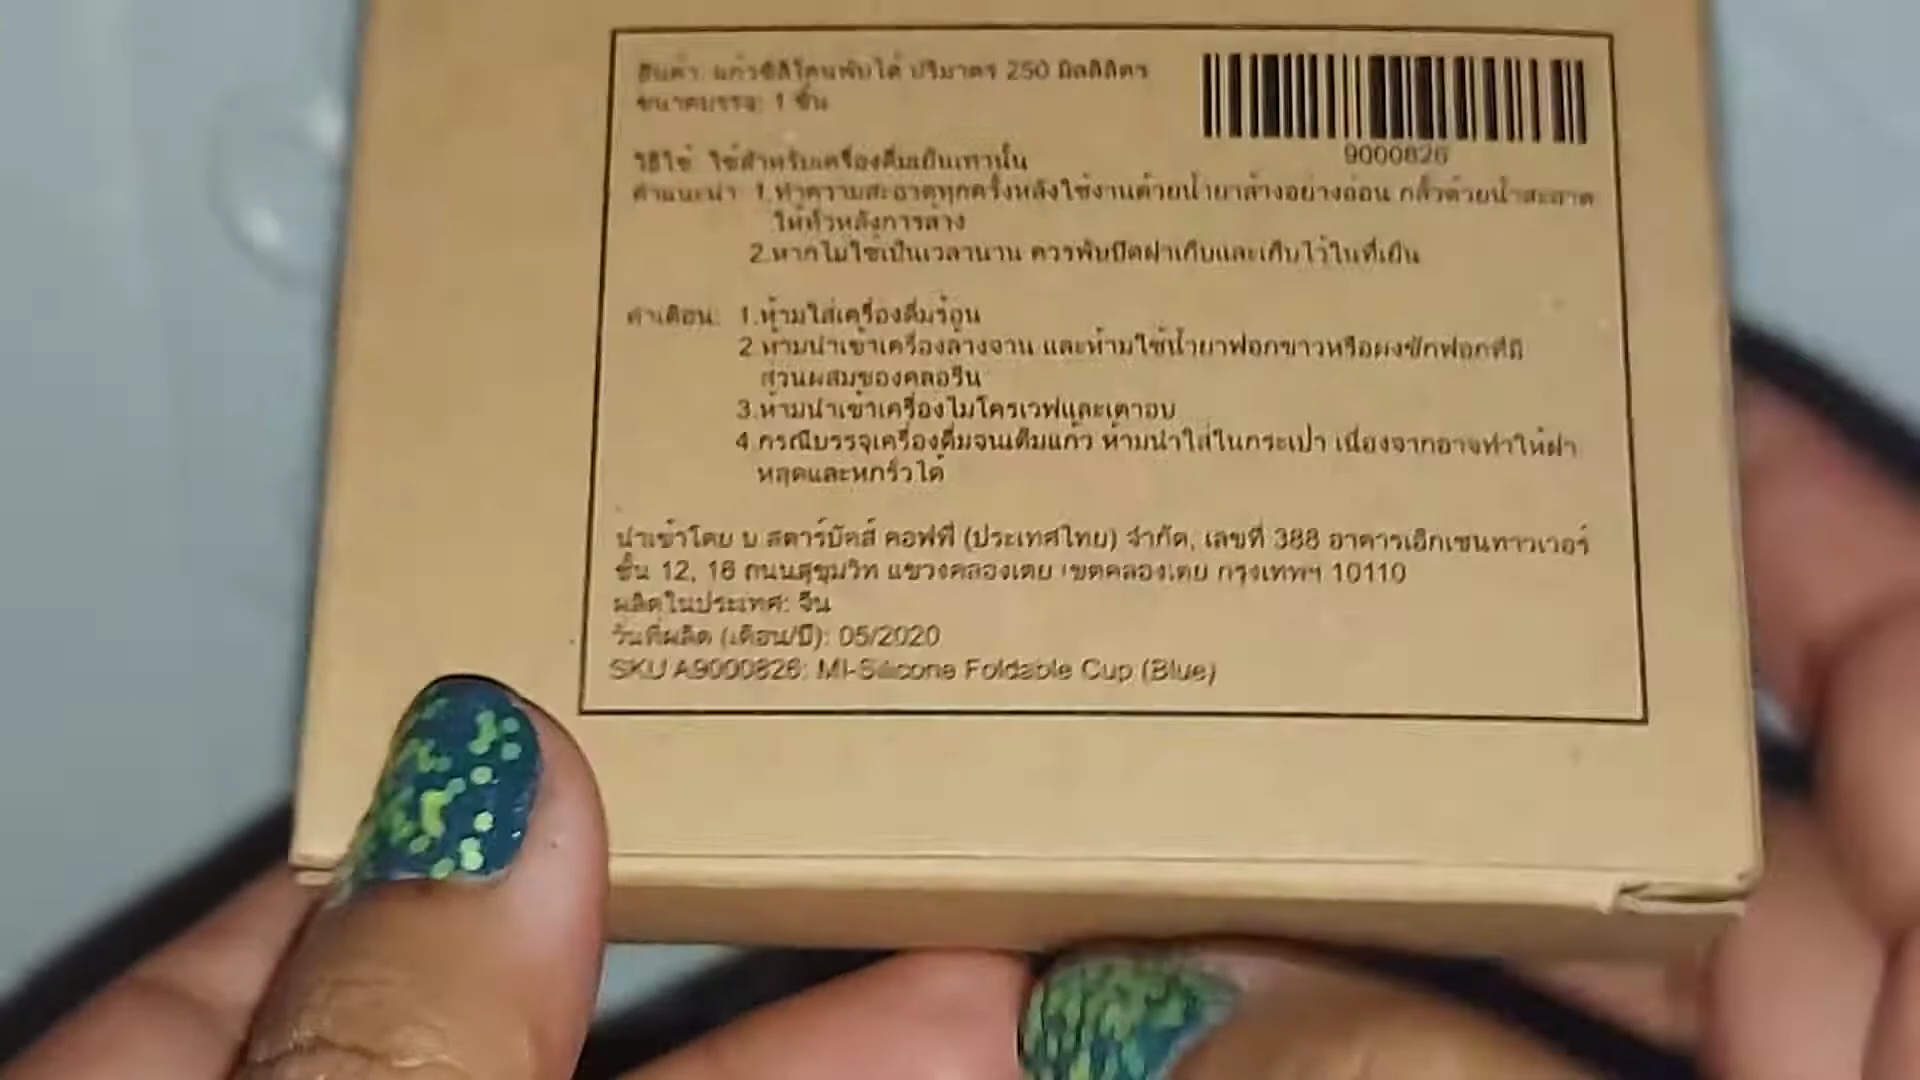 สินค้า: แก้วซิลิโคนพับได้ ปริมาตร 250 มิลลิลิตร
ขนาดบรรจุ: 1 ชิ้น
9000826
วิธีใช้: ใช้สำหรับเครื่องดื่มเย็นเท่านั้น
คำแนะนำ: 1.ทำความสะอาดทุกครั้งหลังใช้งานด้วยน้ำยาล้างอย่างอ่อน กลั้วด้วยน้ำสะอาด
ให้ทั่วหลังการล้าง
2.หากไม่ใช้เป็นเวลานาน ควรพับปิดฝาเก็บและเก็บไว้ในที่เย็น
คำเตือน: 1.ห้ามใส่เครื่องดื่มร้อน
2.ห้ามนำเข้าเครื่องล้างจาน และห้ามใช้น้ำยาฟอกขาวหรือผงซักฟอกที่มี
ส่วนผสมของคลอรีน
3.ห้ามนำเข้าเครื่องไมโครเวฟและเตาอบ
4.กรณีบรรจุเครื่องดื่มจนเต็มแก้ว ห้ามนำใส่ในกระเป๋า เนื่องจากอาจทำให้ฝา
หลุดและหกรั่วได้
นำเข้าโดย บ.สตาร์บัคส์ คอฟฟี่ (ประเทศไทย) จำกัด, เลขที่ 388 อาคารเอ็กเชนทาวเวอร์
ชั้น 12, 18 ถนนสุขุมวิท แขวงคลองเตย เขตคลองเตย กรุงเทพฯ 10110
ผลิตในประเทศ: จีน
วันที่ผลิต (เดือน/ปี): 05/2020
SKU A9000826: MI-Silicone Foldable Cup (Blue)